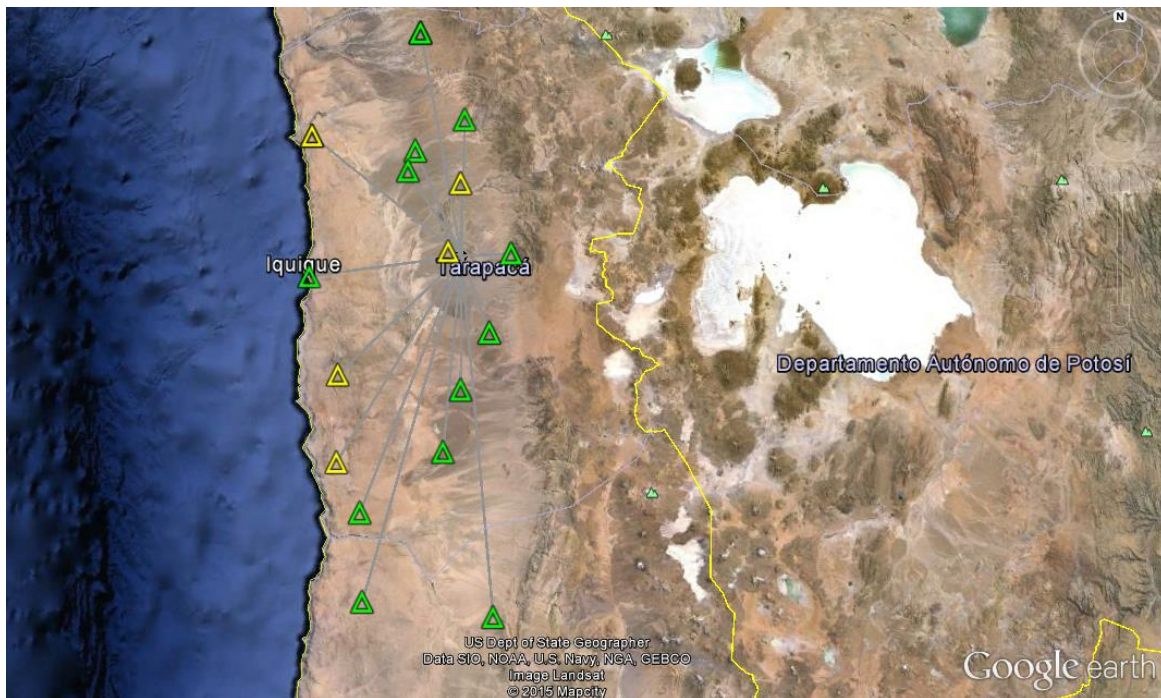 N
Iquique
Tarapacá
Departamento Autónomo de Potosí
US Dept of State Geographer
Data SIO, NOAA, U.S. Navy, NGA, GEBCO
Image Landsat
© 2015 Mapcity
Google earth